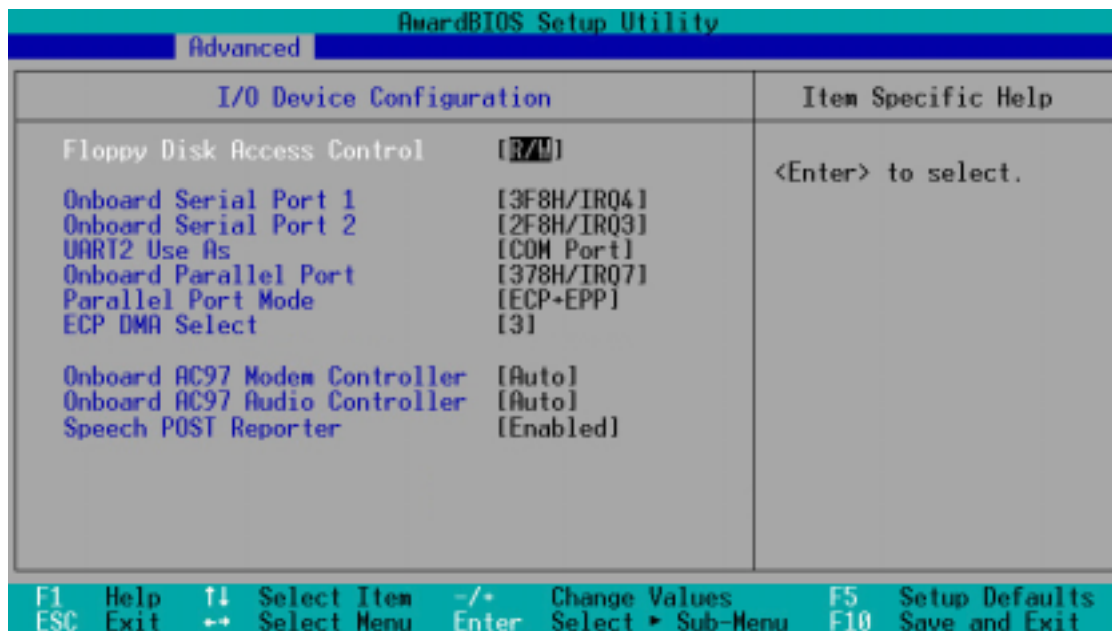 AwardBIOS Setup Utility
Advanced
I/O Device Configuration
Item Specific Help
Floppy Disk Access Control [R/W]
<Enter> to select.
Onboard Serial Port 1 [3F8H/IRQ4]
Onboard Serial Port 2 [2F8H/IRQ3]
UART2 Use As [COM Port]
Onboard Parallel Port [378H/IRQ7]
Parallel Port Mode [ECP+EPP]
ECP DMA Select [3]
Onboard AC97 Modem Controller [Auto]
Onboard AC97 Audio Controller [Auto]
Speech POST Reporter [Enabled]
F1 Help ↑↓ Select Item -/+ Change Values F5 Setup Defaults
ESC Exit ←→ Select Menu Enter Select ► Sub-Menu F10 Save and Exit